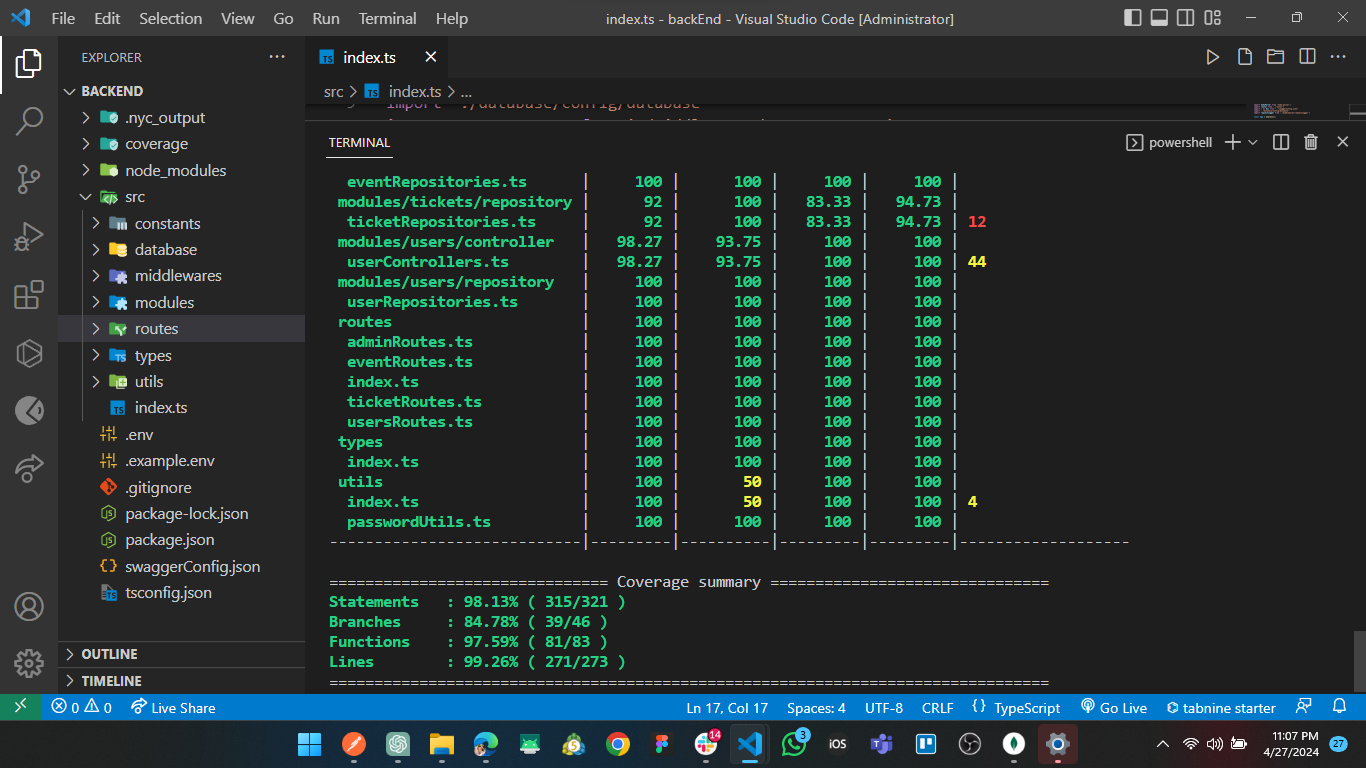 File Edit Selection View Go Run Terminal Help index.ts - backEnd - Visual Studio Code [Administrator]
EXPLORER
BACKEND
.nyc_output
coverage
node_modules
src
constants
database
middlewares
modules
routes
types
utils
index.ts
.env
.example.env
.gitignore
package-lock.json
package.json
swaggerConfig.json
tsconfig.json
OUTLINE
TIMELINE
TS index.ts
src > TS index.ts > ...
TERMINAL
powershell
eventRepositories.ts | 100 | 100 | 100 | 100 |
modules/tickets/repository | 92 | 100 | 83.33 | 94.73 |
ticketRepositories.ts | 92 | 100 | 83.33 | 94.73 | 12
modules/users/controller | 98.27 | 93.75 | 100 | 100 |
userControllers.ts | 98.27 | 93.75 | 100 | 100 | 44
modules/users/repository | 100 | 100 | 100 | 100 |
userRepositories.ts | 100 | 100 | 100 | 100 |
routes | 100 | 100 | 100 | 100 |
adminRoutes.ts | 100 | 100 | 100 | 100 |
eventRoutes.ts | 100 | 100 | 100 | 100 |
index.ts | 100 | 100 | 100 | 100 |
ticketRoutes.ts | 100 | 100 | 100 | 100 |
usersRoutes.ts | 100 | 100 | 100 | 100 |
types | 100 | 100 | 100 | 100 |
index.ts | 100 | 100 | 100 | 100 |
utils | 100 | 50 | 100 | 100 |
index.ts | 100 | 50 | 100 | 100 | 4
passwordUtils.ts | 100 | 100 | 100 | 100 |
----------------------------|---------|----------|---------|---------|-------------------
=============================== Coverage summary ===============================
Statements : 98.13% ( 315/321 )
Branches : 84.78% ( 39/46 )
Functions : 97.59% ( 81/83 )
Lines : 99.26% ( 271/273 )
================================================================================
0 0 Live Share Ln 17, Col 17 Spaces: 4 UTF-8 CRLF {} TypeScript Go Live tabnine starter
14 3 iOS
11:07 PM
4/27/2024
27